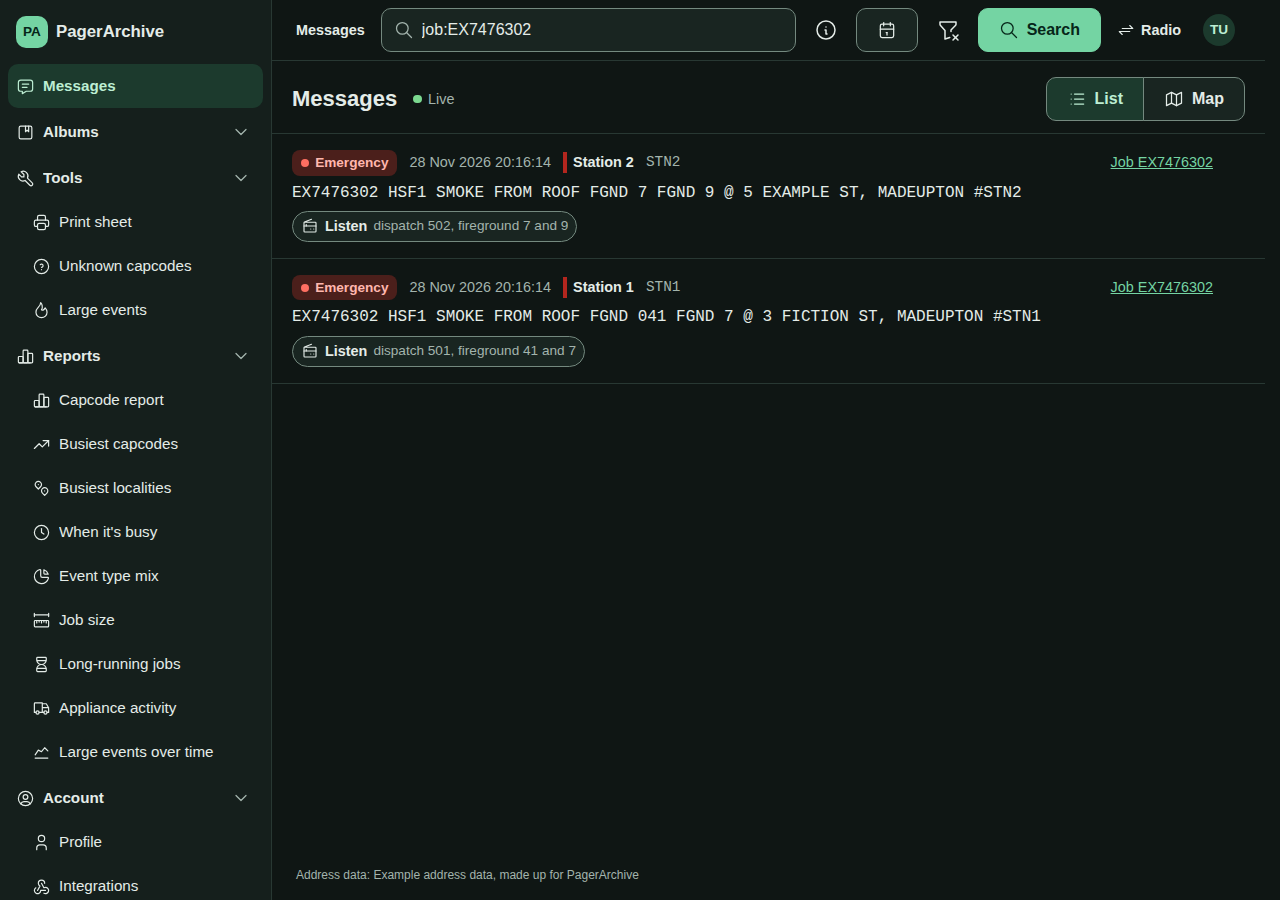 PA PagerArchive
Messages
Albums
Tools
Print sheet
Unknown capcodes
Large events
Reports
Capcode report
Busiest capcodes
Busiest localities
When it's busy
Event type mix
Job size
Long-running jobs
Appliance activity
Large events over time
Account
Profile
Integrations
Messages job:EX7476302 Search Radio TU
Messages Live List Map
Emergency 28 Nov 2026 20:16:14 Station 2 STN2 Job EX7476302
EX7476302 HSF1 SMOKE FROM ROOF FGND 7 FGND 9 @ 5 EXAMPLE ST, MADEUPTON #STN2
Listen dispatch 502, fireground 7 and 9
Emergency 28 Nov 2026 20:16:14 Station 1 STN1 Job EX7476302
EX7476302 HSF1 SMOKE FROM ROOF FGND 041 FGND 7 @ 3 FICTION ST, MADEUPTON #STN1
Listen dispatch 501, fireground 41 and 7
Address data: Example address data, made up for PagerArchive